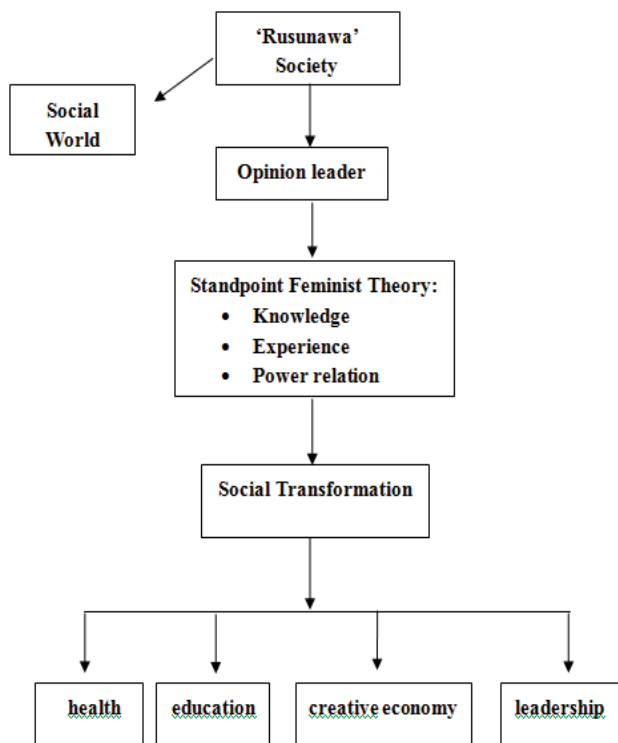 ‘Rusunawa’
Society
Social
World
Opinion leader
Standpoint Feminist Theory:
• Knowledge
• Experience
• Power relation
Social Transformation
health
education
creative economy
leadership